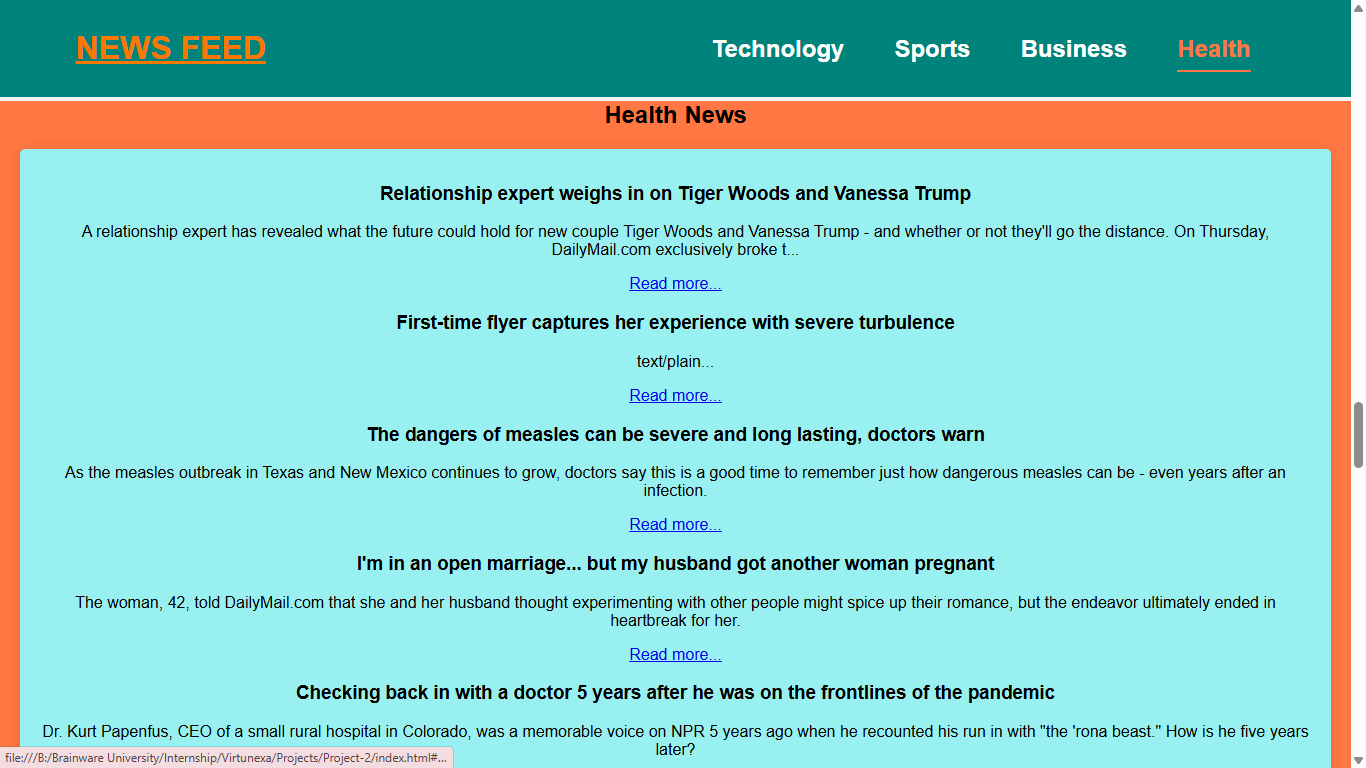 NEWS FEED
Technology Sports Business Health
Health News
Relationship expert weighs in on Tiger Woods and Vanessa Trump
A relationship expert has revealed what the future could hold for new couple Tiger Woods and Vanessa Trump - and whether or not they'll go the distance. On Thursday,
DailyMail.com exclusively broke t...
Read more...
First-time flyer captures her experience with severe turbulence
text/plain...
Read more...
The dangers of measles can be severe and long lasting, doctors warn
As the measles outbreak in Texas and New Mexico continues to grow, doctors say this is a good time to remember just how dangerous measles can be - even years after an
infection.
Read more...
I'm in an open marriage... but my husband got another woman pregnant
The woman, 42, told DailyMail.com that she and her husband thought experimenting with other people might spice up their romance, but the endeavor ultimately ended in
heartbreak for her.
Read more...
Checking back in with a doctor 5 years after he was on the frontlines of the pandemic
Dr. Kurt Papenfus, CEO of a small rural hospital in Colorado, was a memorable voice on NPR 5 years ago when he recounted his run in with "the 'rona beast." How is he five years
later?
file:///B:/Brainware University/Internship/Virtunexa/Projects/Project-2/index.html#...